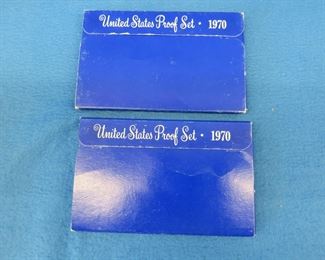 United States Proof Set • 1970
United States Proof Set • 1970